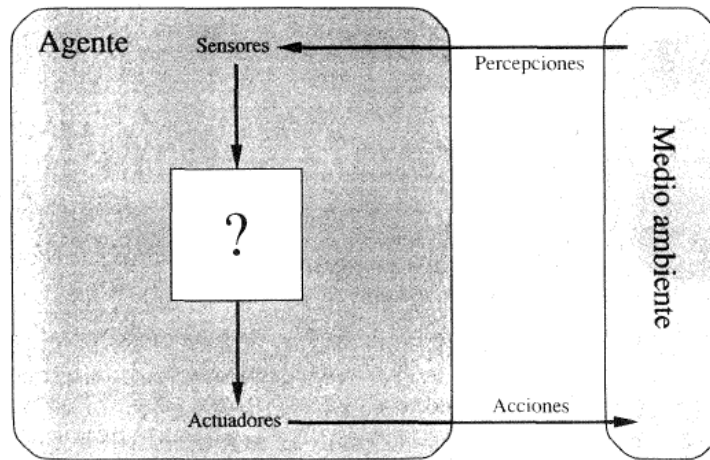 Agente
Sensores
Percepciones
Medio ambiente
?
Actuadores
Acciones